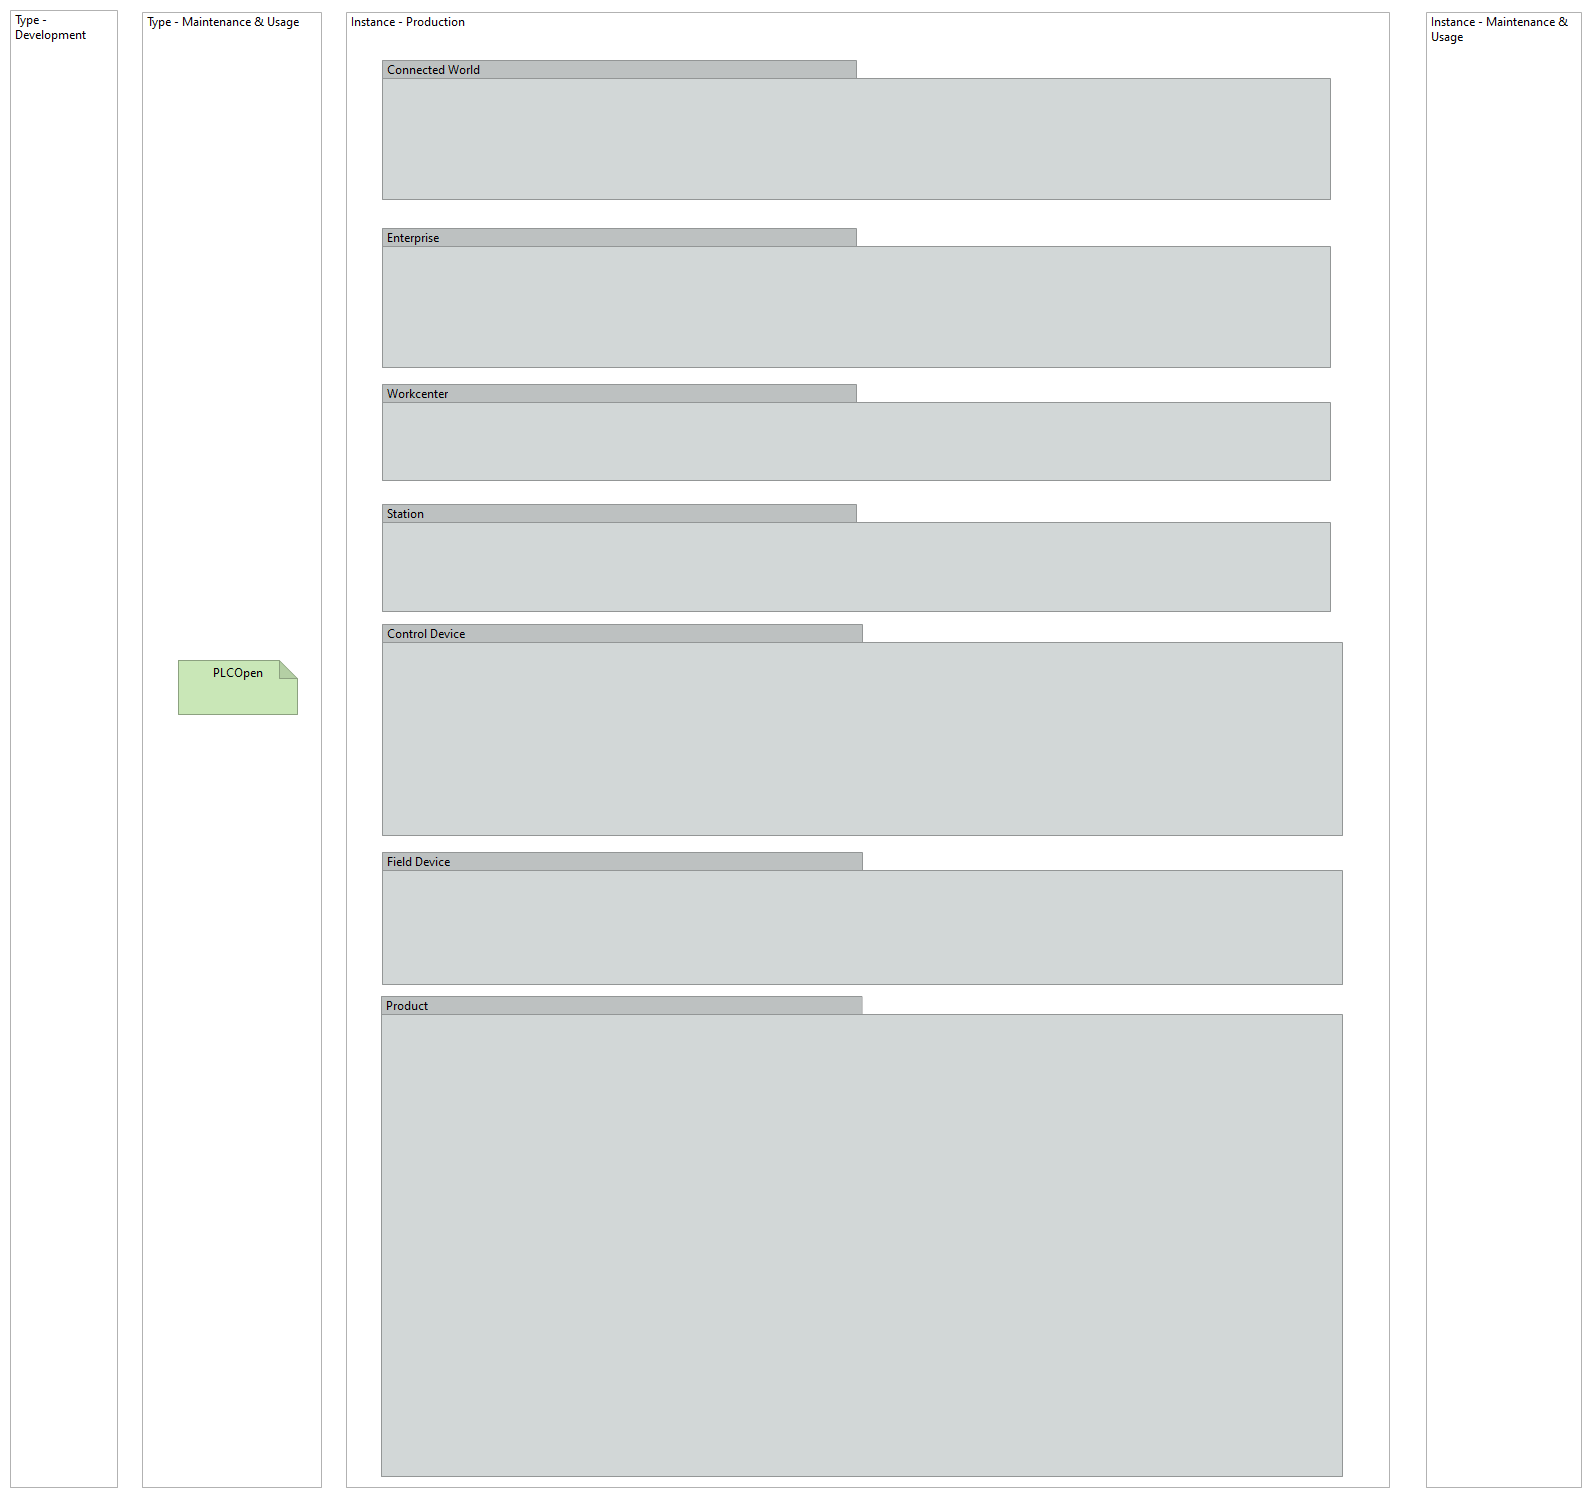 Type -
Development
Type - Maintenance & Usage
Instance - Production
Instance - Maintenance &
Usage
Connected World
Enterprise
Workcenter
Station
Control Device
PLCOpen
Field Device
Product